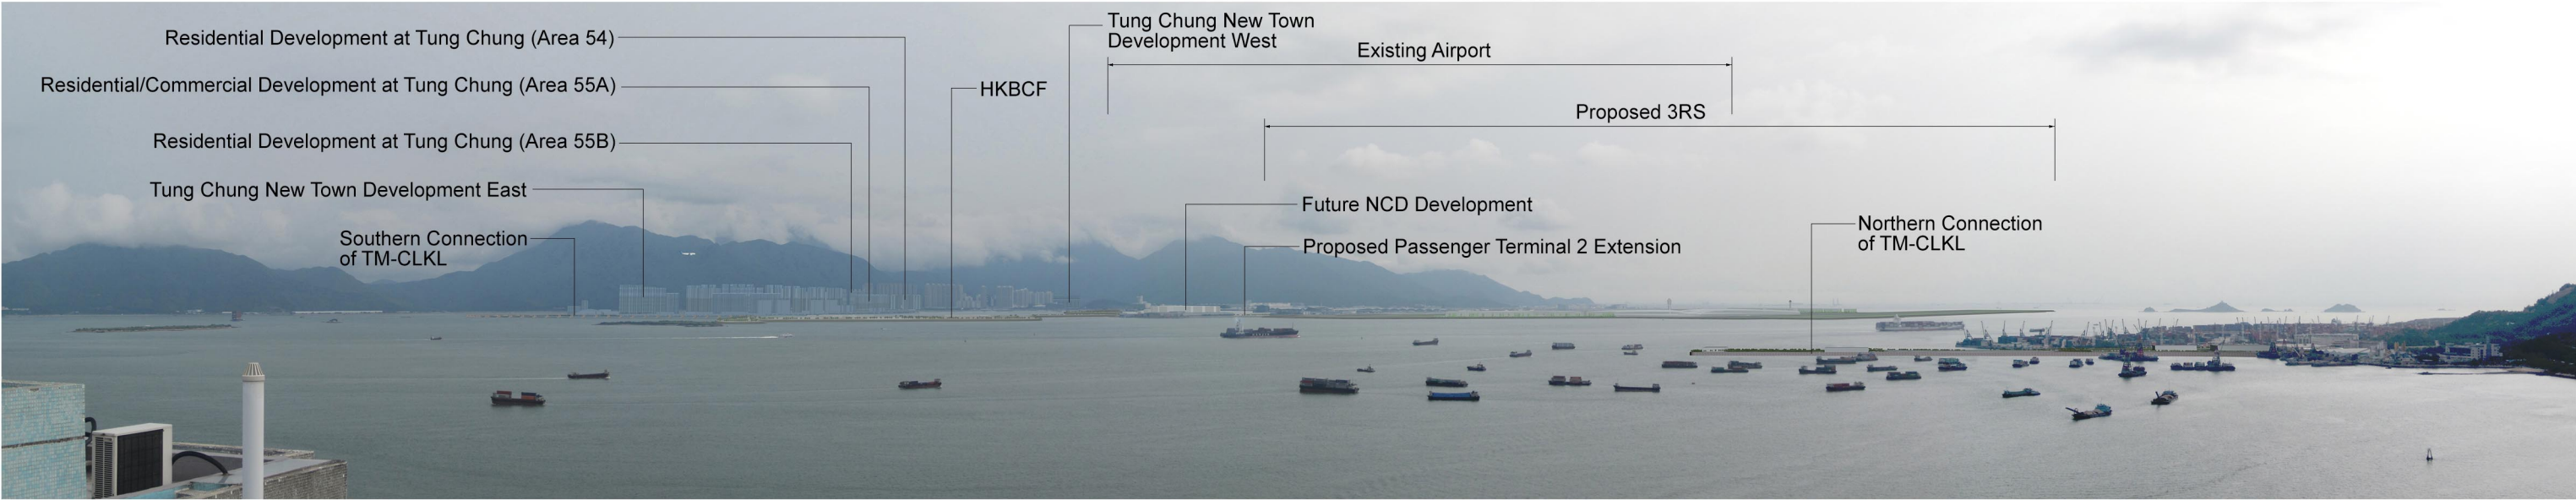 Residential Development at Tung Chung (Area 54)
Residential/Commercial Development at Tung Chung (Area 55A)
Residential Development at Tung Chung (Area 55B)
Tung Chung New Town Development East
Southern Connection
of TM-CLKL
HKBCF
Tung Chung New Town
Development West
Existing Airport
Proposed 3RS
Future NCD Development
Proposed Passenger Terminal 2 Extension
Northern Connection
of TM-CLKL